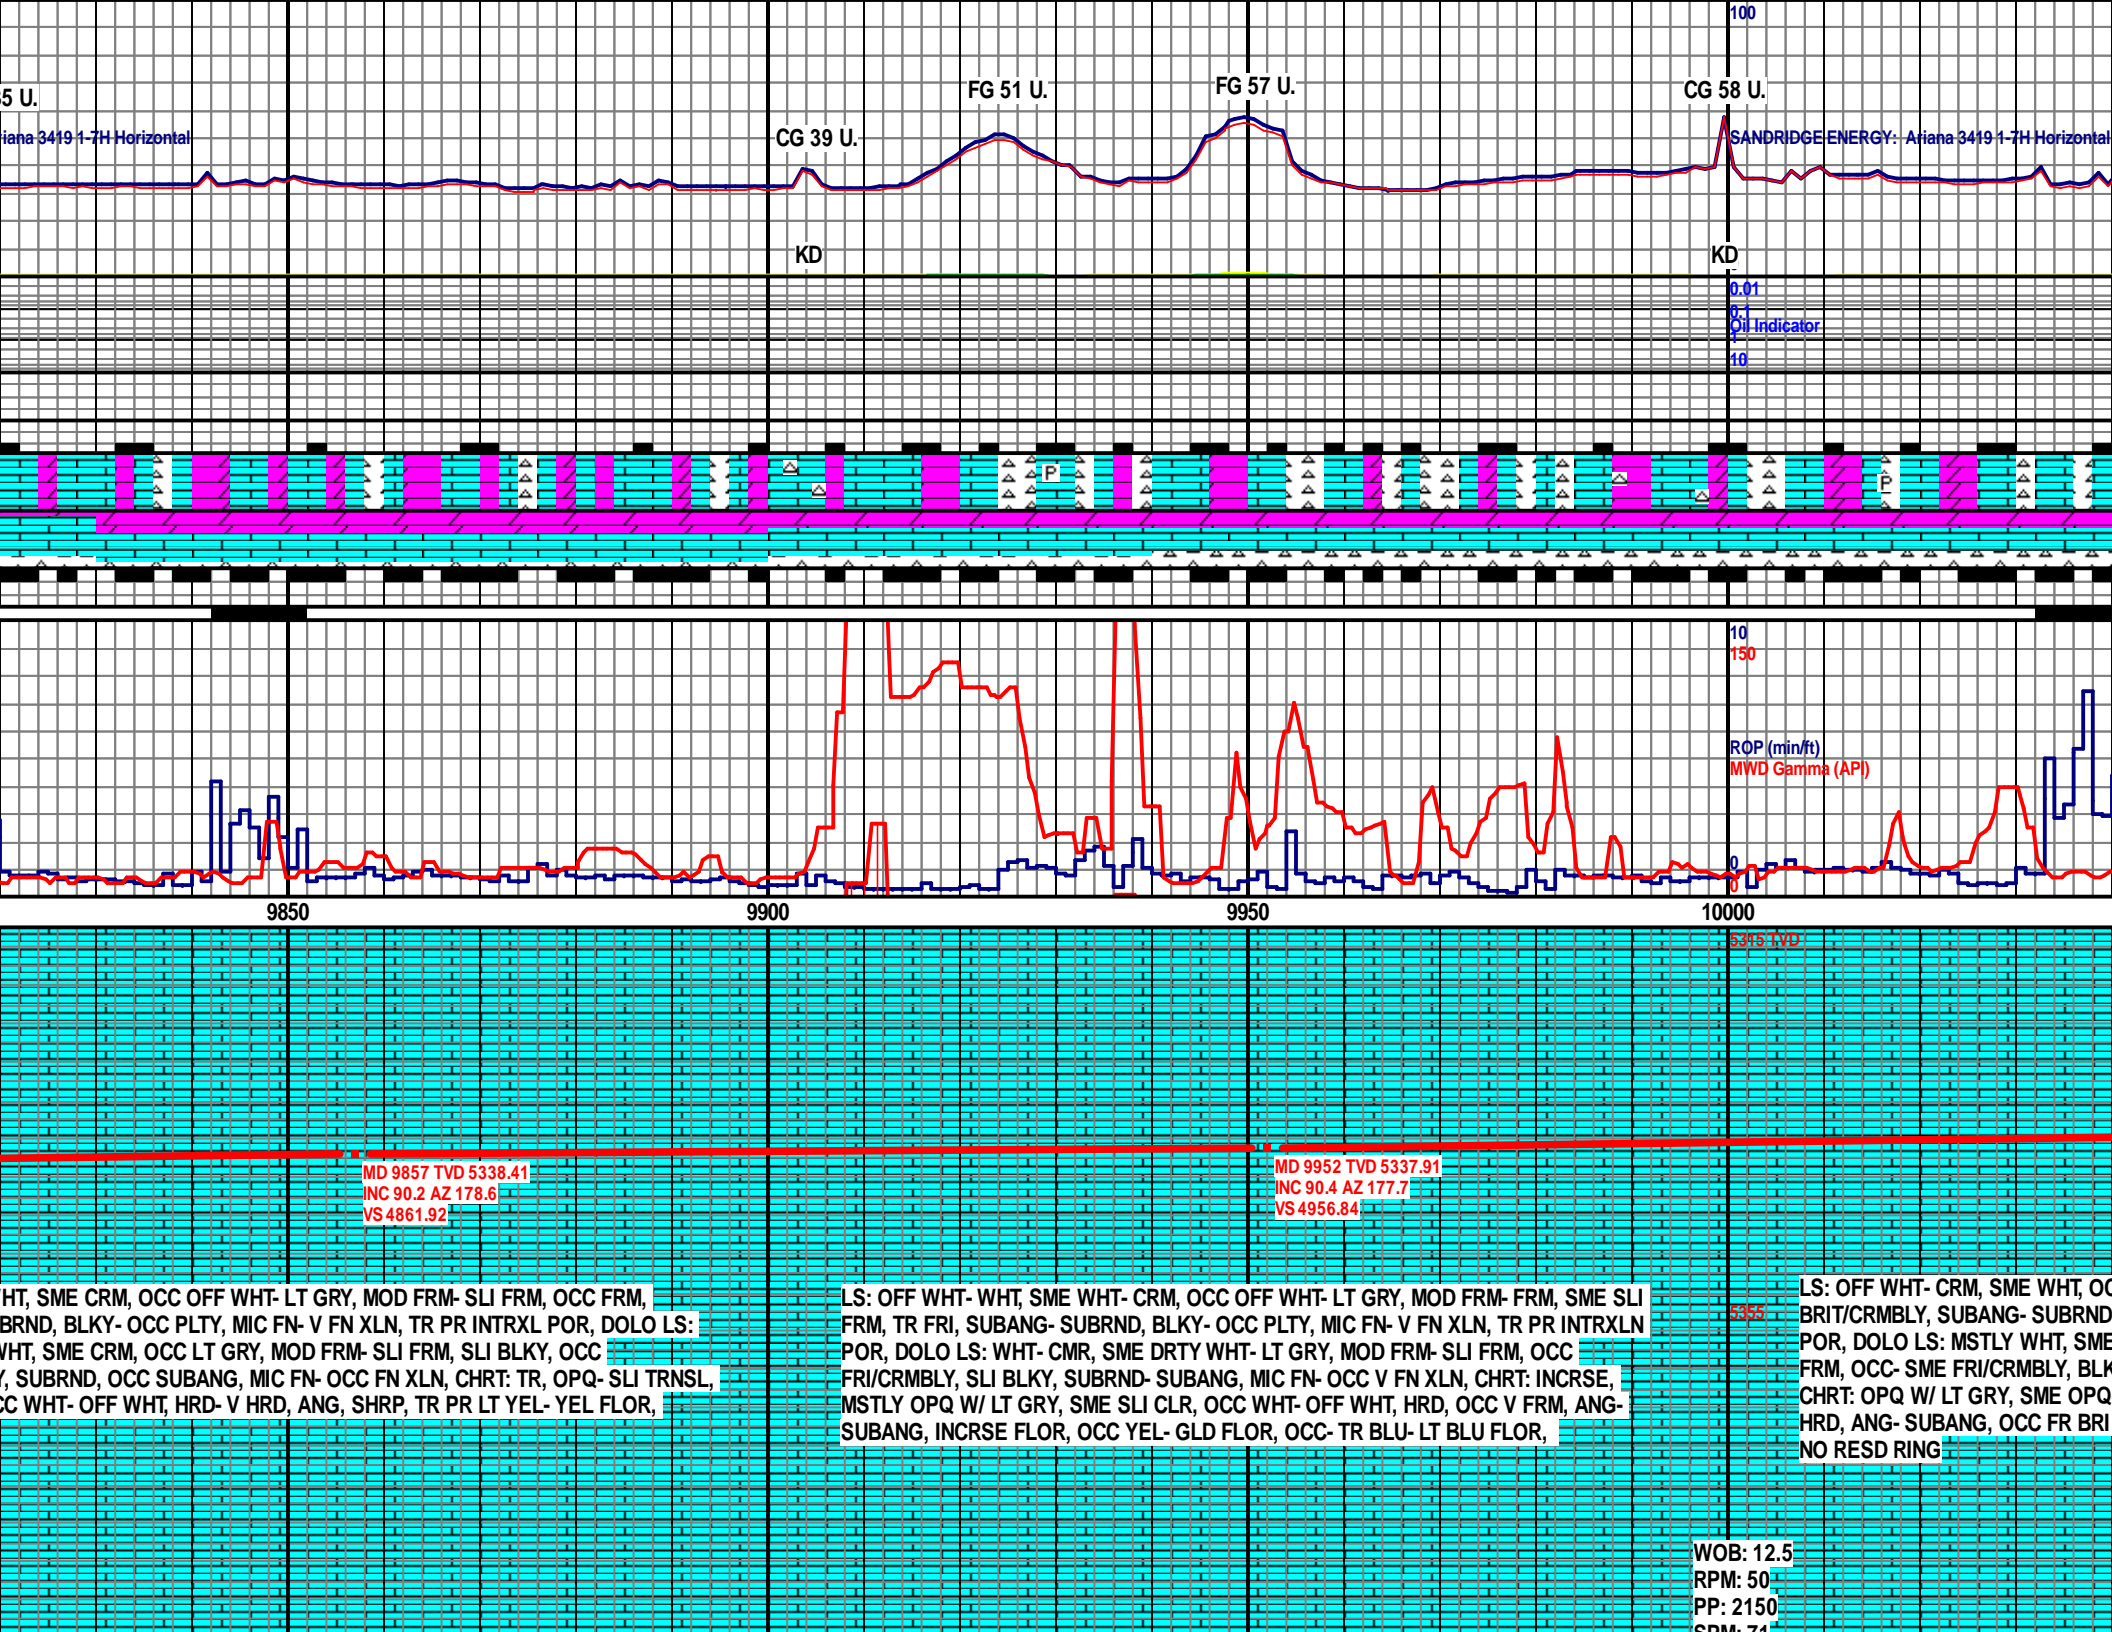 100
5 U.
FG 51 U.
FG 57 U.
CG 58 U.
CG 39 U.
iana 3419 1-7H Horizontal
SANDRIDGE ENERGY: Ariana 3419 1-7H Horizontal
KD
KD
0.01
0.1
Oil Indicator
1
10
P
P
10
150
ROP (min/ft)
MWD Gamma (API)
0
0
9850
9900
9950
10000
5315 TVD
MD 9857 TVD 5338.41
INC 90.2 AZ 178.6
VS 4861.92
MD 9952 TVD 5337.91
INC 90.4 AZ 177.7
VS 4956.84
HT, SME CRM, OCC OFF WHT- LT GRY, MOD FRM- SLI FRM, OCC FRM,
BRND, BLKY- OCC PLTY, MIC FN- V FN XLN, TR PR INTRXL POR, DOLO LS:
WHT, SME CRM, OCC LT GRY, MOD FRM- SLI FRM, SLI BLKY, OCC
Y, SUBRND, OCC SUBANG, MIC FN- OCC FN XLN, CHRT: TR, OPQ- SLI TRNSL,
CC WHT- OFF WHT, HRD- V HRD, ANG, SHRP, TR PR LT YEL- YEL FLOR,
LS: OFF WHT- WHT, SME WHT- CRM, OCC OFF WHT- LT GRY, MOD FRM- FRM, SME SLI
FRM, TR FRI, SUBANG- SUBRND, BLKY- OCC PLTY, MIC FN- V FN XLN, TR PR INTRXLN
POR, DOLO LS: WHT- CMR, SME DRTY WHT- LT GRY, MOD FRM- SLI FRM, OCC
FRI/CRMBLY, SLI BLKY, SUBRND- SUBANG, MIC FN- OCC V FN XLN, CHRT: INCRSE,
MSTLY OPQ W/ LT GRY, SME SLI CLR, OCC WHT- OFF WHT, HRD, OCC V FRM, ANG-
SUBANG, INCRSE FLOR, OCC YEL- GLD FLOR, OCC- TR BLU- LT BLU FLOR,
5355
LS: OFF WHT- CRM, SME WHT, OC
BRIT/CRMBLY, SUBANG- SUBRND
POR, DOLO LS: MSTLY WHT, SME
FRM, OCC- SME FRI/CRMBLY, BLK
CHRT: OPQ W/ LT GRY, SME OPQ
HRD, ANG- SUBANG, OCC FR BRI
NO RESD RING
WOB: 12.5
RPM: 50
PP: 2150
SPM: 71